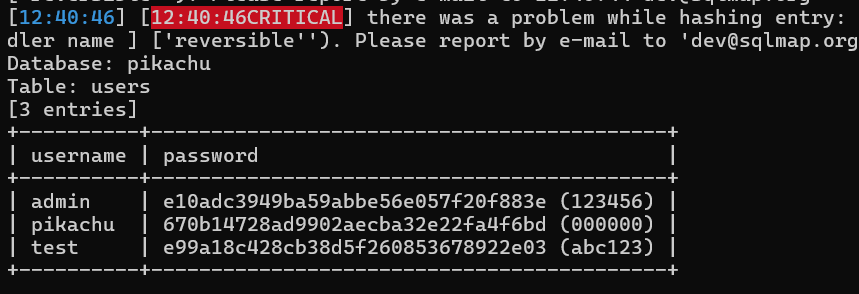 [12:40:46] [12:40:46CRITICAL] there was a problem while hashing entry:
dler name ] ['reversible''). Please report by e-mail to 'dev@sqlmap.org
Database: pikachu
Table: users
[3 entries]
+----------+------------------------------------------+
| username | password                                 |
+----------+------------------------------------------+
| admin    | e10adc3949ba59abbe56e057f20f883e (123456) |
| pikachu  | 670b14728ad9902aecba32e22fa4f6bd (000000) |
| test     | e99a18c428cb38d5f260853678922e03 (abc123) |
+----------+------------------------------------------+